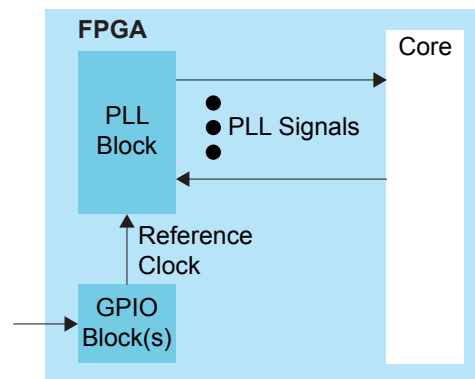 FPGA
Core
PLL
Block
PLL Signals
Reference
Clock
GPIO
Block(s)